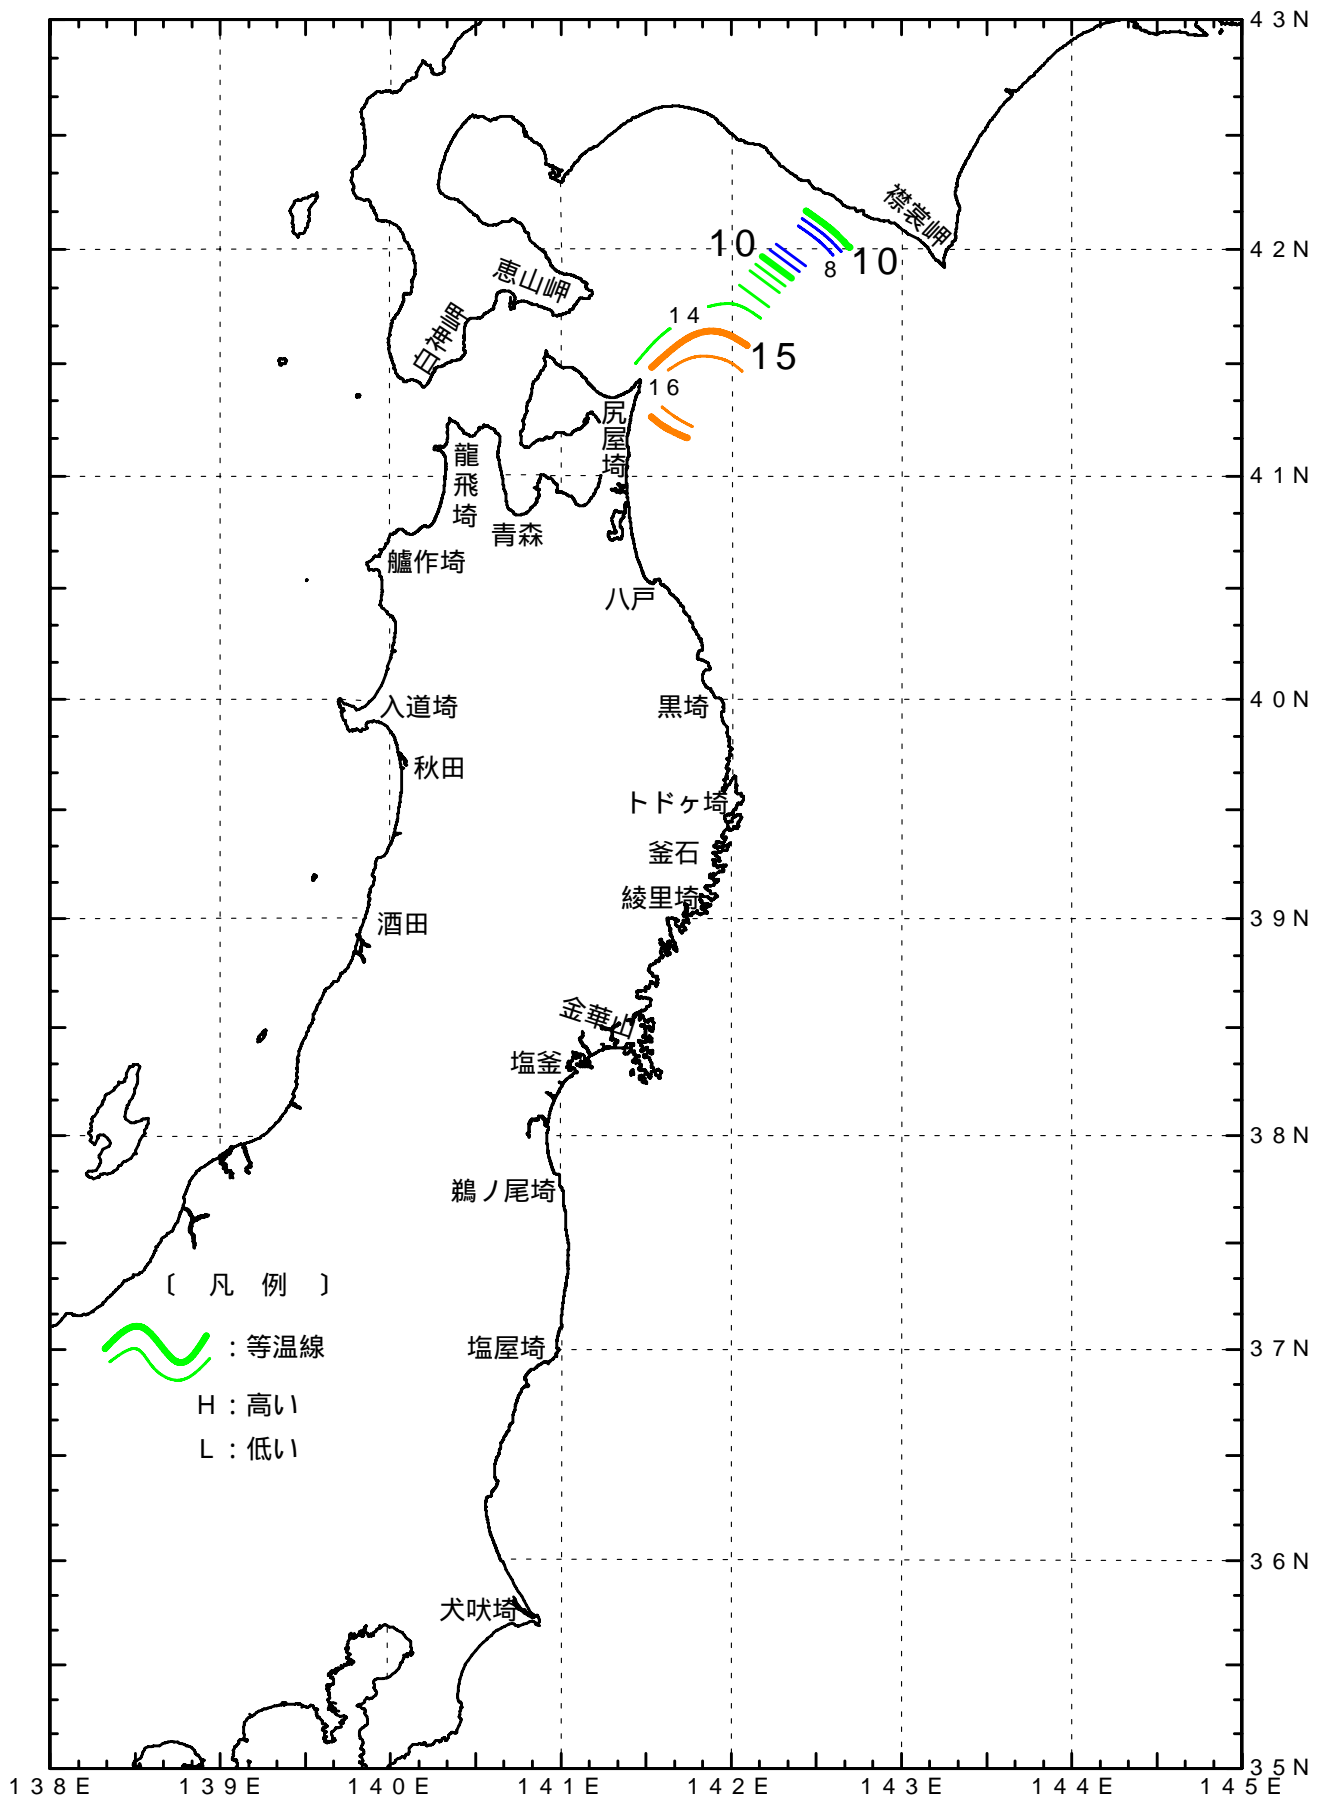 43N
襟裳岬
10
42N
10
8
恵山岬
14
白神岬
15
16
尻屋埼
龍飛埼
41N
青森
艫作埼
八戸
入道埼
黒埼
40N
秋田
トドヶ埼
釜石
綾里埼
酒田
39N
金華山
塩釜
38N
鵜ノ尾埼
〔 凡 例 〕
：等温線
塩屋埼
37N
H：高い
L：低い
36N
犬吠埼
35N
138E 139E 140E 141E 142E 143E 144E 145E